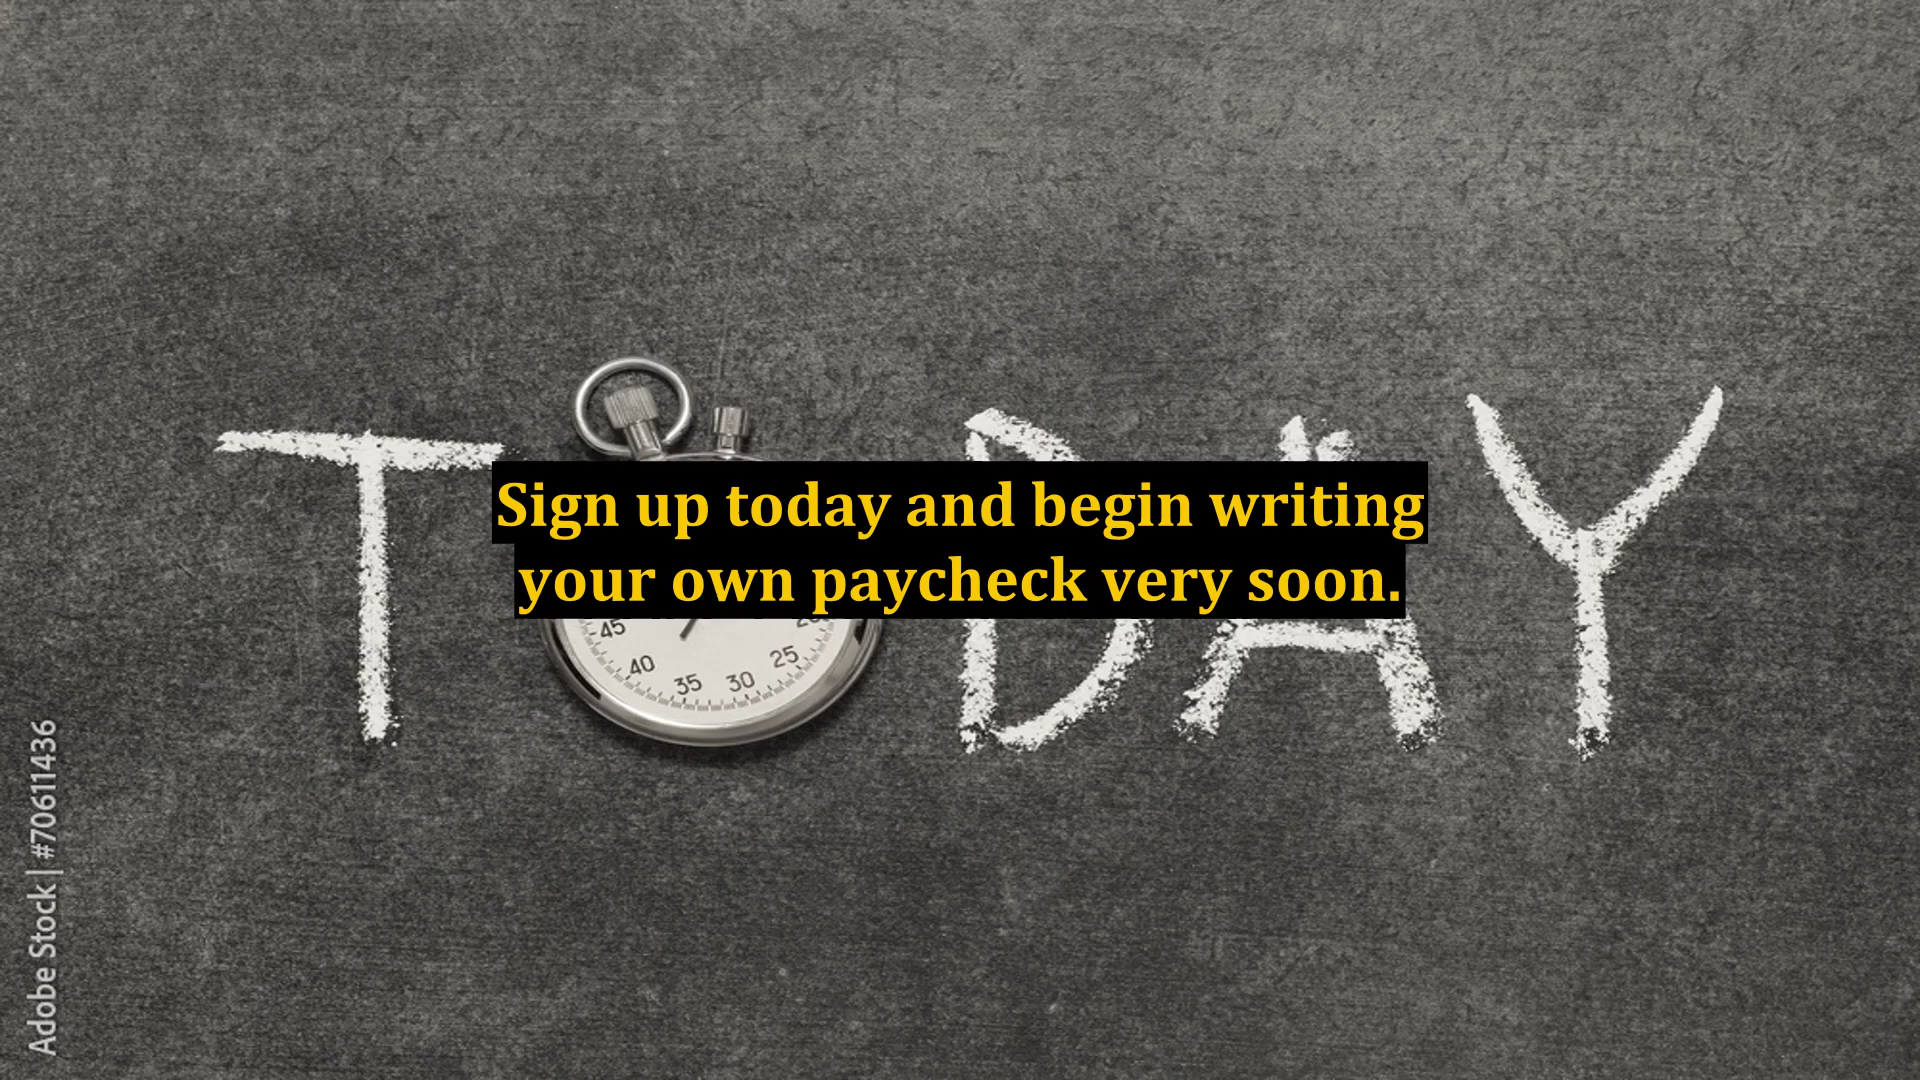 TODAY
Sign up today and begin writing
your own paycheck very soon.
45
40
35
30
25
Adobe Stock | #70611436